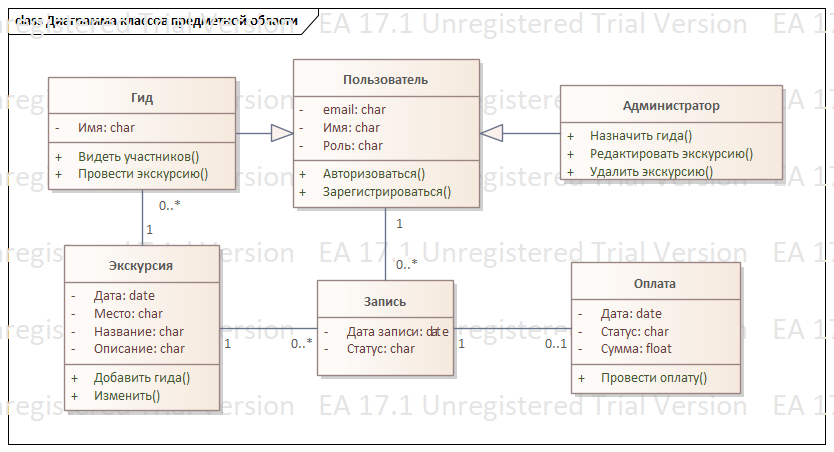 class Диаграмма классов предметной области
EA 17.1 Unregistered Trial Version EA 17.1
Гид
- Имя: char
+ Видеть участников()
+ Провести экскурсию()
Пользователь
- email: char
- Имя: char
- Роль: char
+ Авторизоваться()
+ Зарегистрироваться()
Администратор
+ Назначить гида()
+ Редактировать экскурсию()
+ Удалить экскурсию()
0..*
1
1
0..*
Экскурсия
- Дата: date
- Место: char
- Название: char
- Описание: char
+ Добавить гида()
+ Изменить()
1
0..*
Запись
- Дата записи: date
- Статус: char
1
0..1
Оплата
- Дата: date
- Статус: char
- Сумма: float
+ Провести оплату()